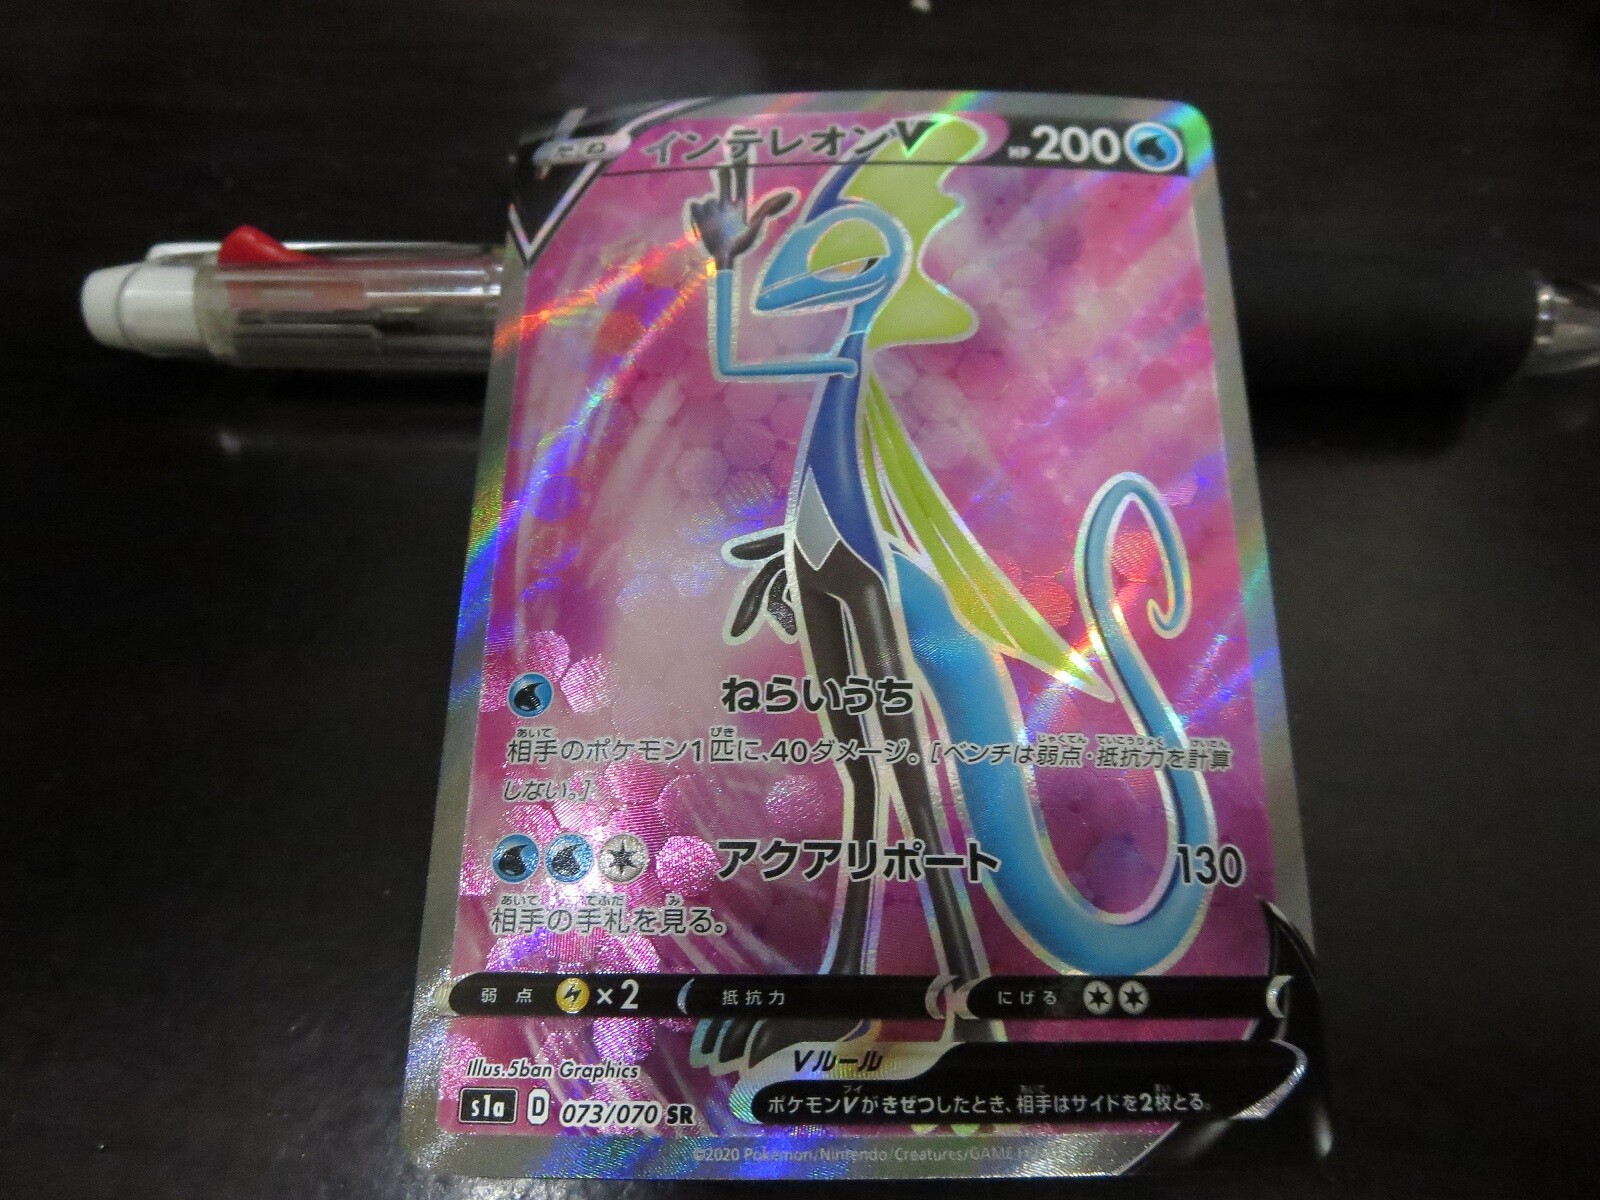 たね インテレオンV HP 200
ねらいうち
相手のポケモン1匹に、40ダメージ。[ベンチは弱点・抵抗力を計算
しない。]
アクアリポート 130
相手の手札を見る。
弱点 ×2 抵抗力 にげる
Illus.5ban Graphics
Vルール
ポケモンVがきぜつしたとき、相手はサイドを2枚とる。
s1a D 073/070 SR
©2020 Pokémon/Nintendo/Creatures/GAME